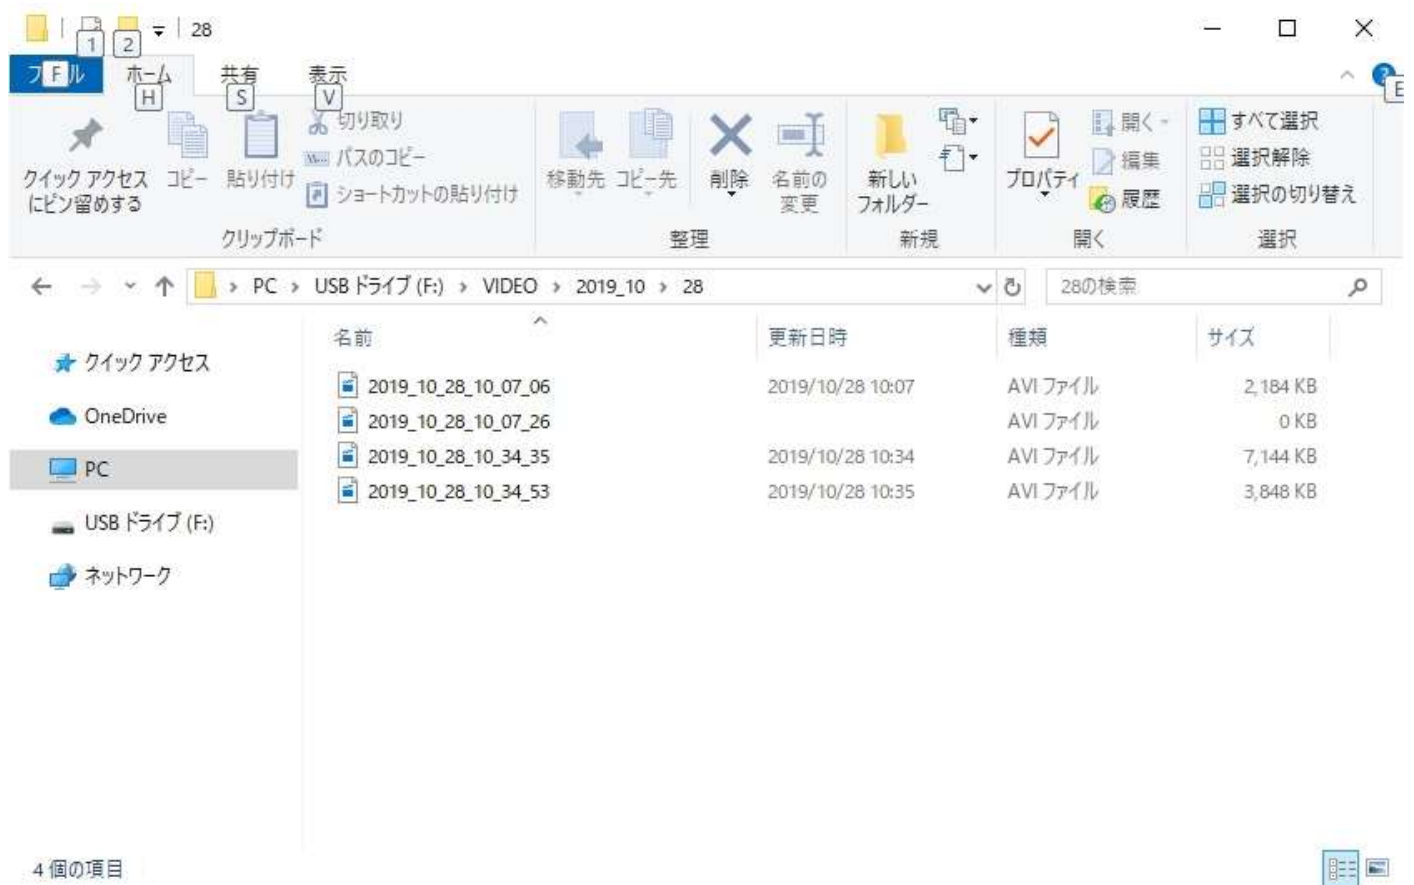 1 2 28
フ F ル ホーム 共有 表示
H S V E
切り取り
パスのコピー
ショートカットの貼り付け
クイック アクセス
にピン留めする
コピー 貼り付け
移動先 コピー先 削除 名前の
変更
新しい
フォルダー
プロパティ
開く
編集
履歴
すべて選択
選択解除
選択の切り替え
クリップボード 整理 新規 開く 選択
PC › USB ドライブ (F:) › VIDEO › 2019_10 › 28
28の検索
名前 更新日時 種類 サイズ
クイック アクセス
OneDrive
PC
USB ドライブ (F:)
ネットワーク
2019_10_28_10_07_06 2019/10/28 10:07 AVI ファイル 2,184 KB
2019_10_28_10_07_26 AVI ファイル 0 KB
2019_10_28_10_34_35 2019/10/28 10:34 AVI ファイル 7,144 KB
2019_10_28_10_34_53 2019/10/28 10:35 AVI ファイル 3,848 KB
4 個の項目